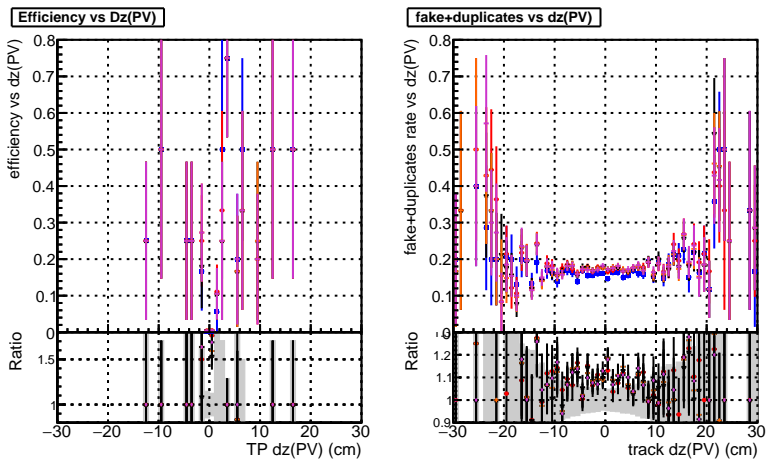 Efficiency vs Dz(PV)
efficiency vs dz(PV)
0.8
0.7
0.6
0.5
0.4
0.3
0.2
0.1
0
Ratio
1.5
1
−30 −20 −10 0 10 20 30
TP dz(PV) (cm)
fake+duplicates vs dz(PV)
fake+duplicates rate vs dz(PV)
0.8
0.7
0.6
0.5
0.4
0.3
0.2
0.1
Ratio
1.2
1.1
1
0.9
−30 −20 −10 0 10 20 30
track dz(PV) (cm)